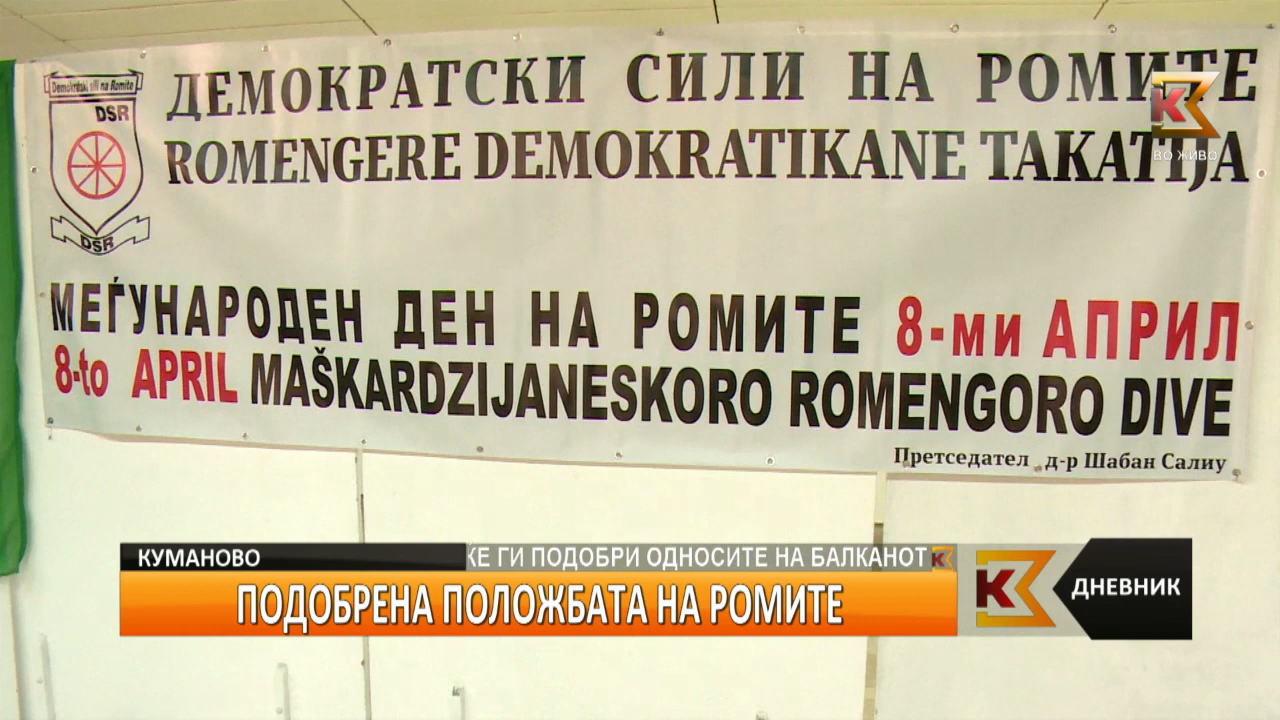 Demokratski sili na Romite
DSR
DSR
ДЕМОКРАТСКИ СИЛИ НА РОМИТЕ
ROMENGERE DEMOKRATIKANE TAKATIJA
ВО ЖИВО
МЕЃУНАРОДЕН ДЕН НА РОМИТЕ 8-ми АПРИЛ
8-to APRIL MAŠKARDZIJANESKORO ROMENGORO DIVE
Претседател д-р Шабан Салиу
КУМАНОВО
ЌЕ ГИ ПОДОБРИ ОДНОСИТЕ НА БАЛКАНОТ
ПОДОБРЕНА ПОЛОЖБАТА НА РОМИТЕ
ДНЕВНИК